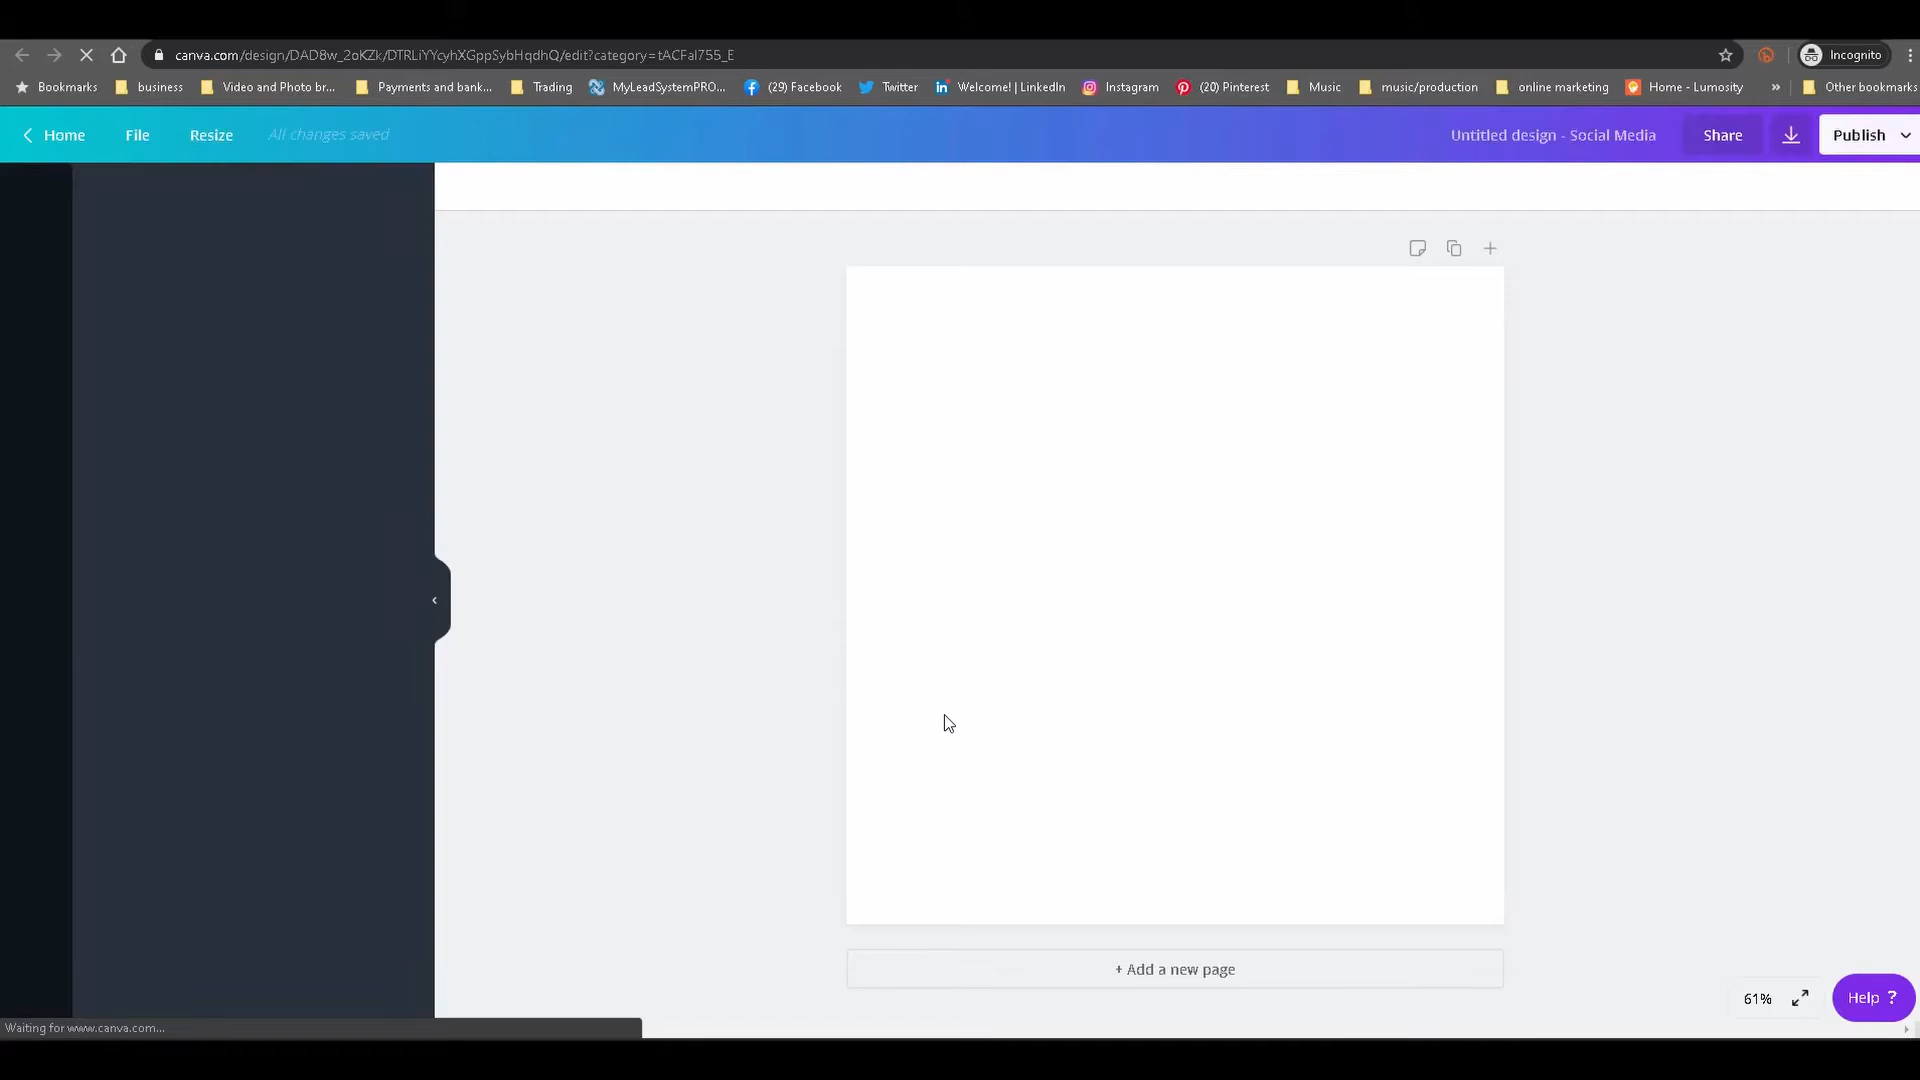 canva.com/design/DAD8w_2oKZk/DTRLiYYcyhXGppSybHqdhQ/edit?category=tACFal755_E
Incognito
Bookmarks business Video and Photo br... Payments and bank... Trading MyLeadSystemPRO... (29) Facebook Twitter Welcome! | LinkedIn Instagram (20) Pinterest Music music/production online marketing Home - Lumosity » Other bookmarks
Home File Resize All changes saved Untitled design - Social Media Share Publish
+ Add a new page
61% Help ?
Waiting for www.canva.com...